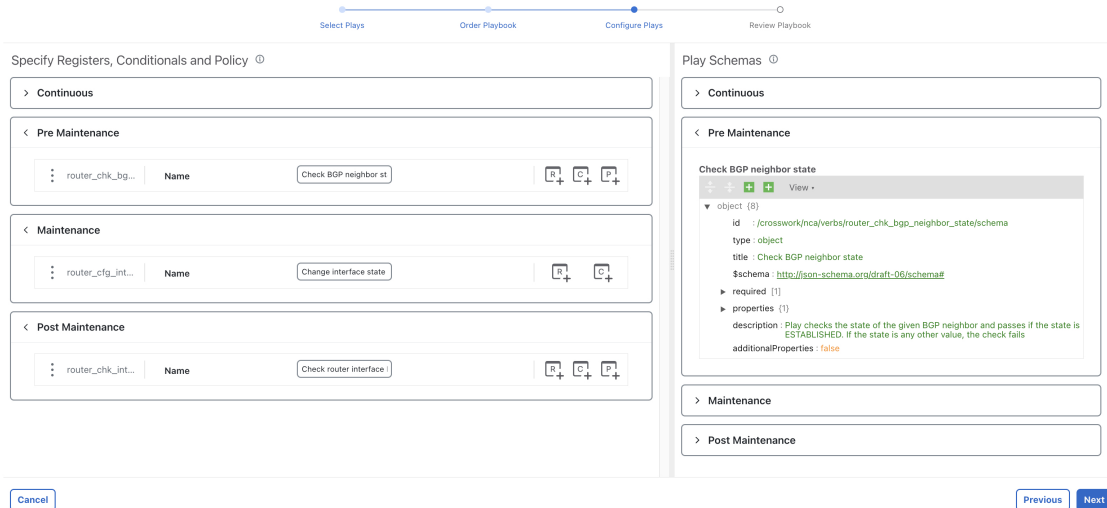 Select Plays
Order Playbook
Configure Plays
Review Playbook
Specify Registers, Conditionals and Policy
Continuous
Pre Maintenance
router_chk_bg... Name Check BGP neighbor st R C P
Maintenance
router_cfg_int... Name Change interface state R C
Post Maintenance
router_chk_int... Name Check router interface R C P
Play Schemas
Continuous
Pre Maintenance
Check BGP neighbor state
View
object {8}
id : /crosswork/nca/verbs/router_chk_bgp_neighbor_state/schema
type : object
title : Check BGP neighbor state
$schema : http://json-schema.org/draft-06/schema#
required [1]
properties {1}
description : Play checks the state of the given BGP neighbor and passes if the state is
ESTABLISHED. If the state is any other value, the check fails
additionalProperties : false
Maintenance
Post Maintenance
Cancel
Previous
Next